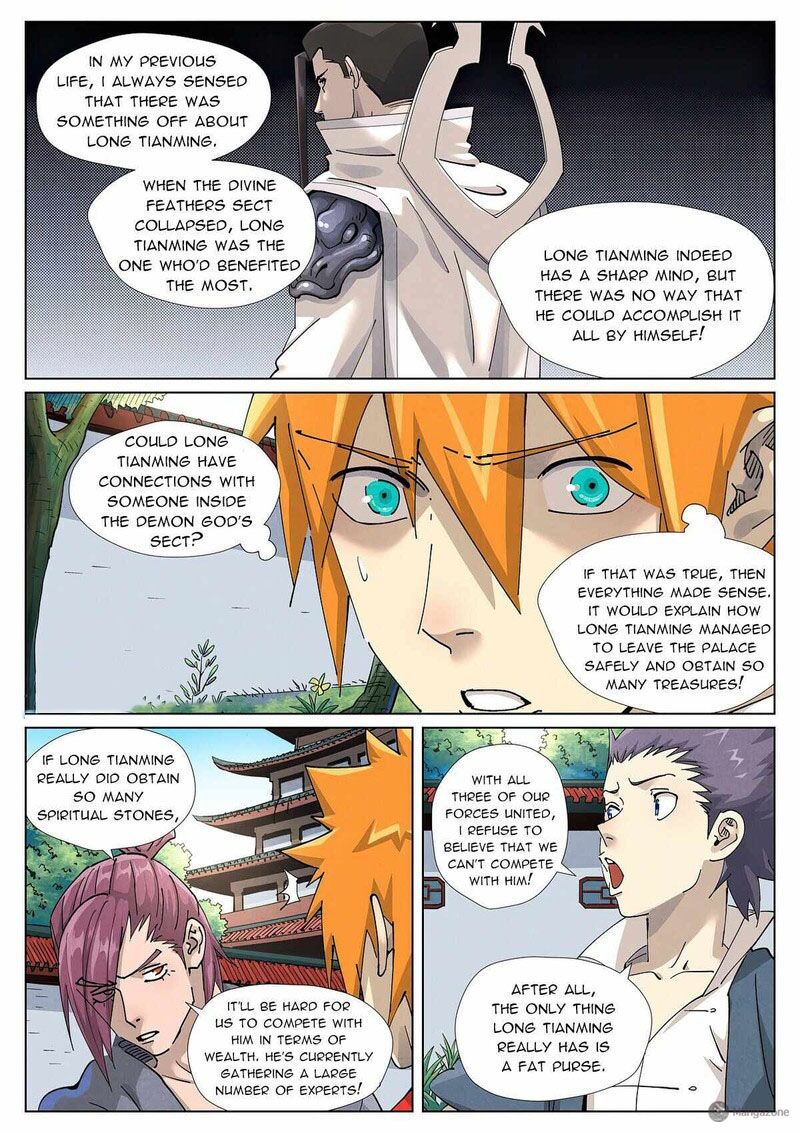 IN MY PREVIOUS
LIFE, I ALWAYS SENSED
THAT THERE WAS
SOMETHING OFF ABOUT
LONG TIANMING.
WHEN THE DIVINE
FEATHERS SECT
COLLAPSED, LONG
TIANMING WAS THE
ONE WHO'D BENEFITED
THE MOST.
LONG TIANMING INDEED
HAS A SHARP MIND, BUT
THERE WAS NO WAY THAT
HE COULD ACCOMPLISH IT
ALL BY HIMSELF!
COULD LONG
TIANMING HAVE
CONNECTIONS WITH
SOMEONE INSIDE
THE DEMON GOD'S
SECT?
IF THAT WAS TRUE, THEN
EVERYTHING MADE SENSE.
IT WOULD EXPLAIN HOW
LONG TIANMING MANAGED
TO LEAVE THE PALACE
SAFELY AND OBTAIN SO
MANY TREASURES!
IF LONG TIANMING
REALLY DID OBTAIN
SO MANY
SPIRITUAL STONES,
IT'LL BE HARD FOR
US TO COMPETE WITH
HIM IN TERMS OF
WEALTH. HE'S CURRENTLY
GATHERING A LARGE
NUMBER OF EXPERTS!
WITH ALL
THREE OF OUR
FORCES UNITED,
I REFUSE TO
BELIEVE THAT WE
CAN'T COMPETE
WITH HIM!
AFTER ALL,
THE ONLY THING
LONG TIANMING
REALLY HAS IS
A FAT PURSE.
Mangazone